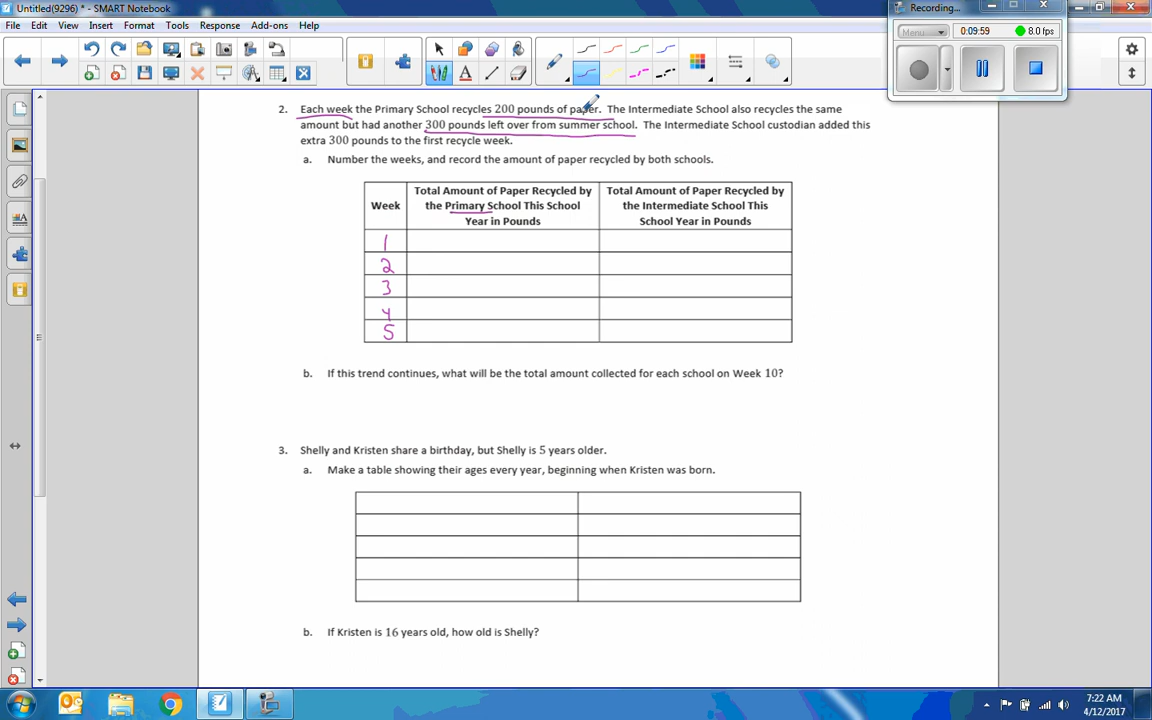 Untitled(9296) * - SMART Notebook
Recording...
File Edit View Insert Format Tools Response Add-ons Help
Menu 0:09:59 8.0 fps
2. Each week the Primary School recycles 200 pounds of paper. The Intermediate School also recycles the same
amount but had another 300 pounds left over from summer school. The Intermediate School custodian added this
extra 300 pounds to the first recycle week.
a. Number the weeks, and record the amount of paper recycled by both schools.
Week
Total Amount of Paper Recycled by
the Primary School This School
Year in Pounds
Total Amount of Paper Recycled by
the Intermediate School This
School Year in Pounds
1
2
3
4
5
b. If this trend continues, what will be the total amount collected for each school on Week 10?
3. Shelly and Kristen share a birthday, but Shelly is 5 years older.
a. Make a table showing their ages every year, beginning when Kristen was born.
b. If Kristen is 16 years old, how old is Shelly?
7:22 AM
4/12/2017